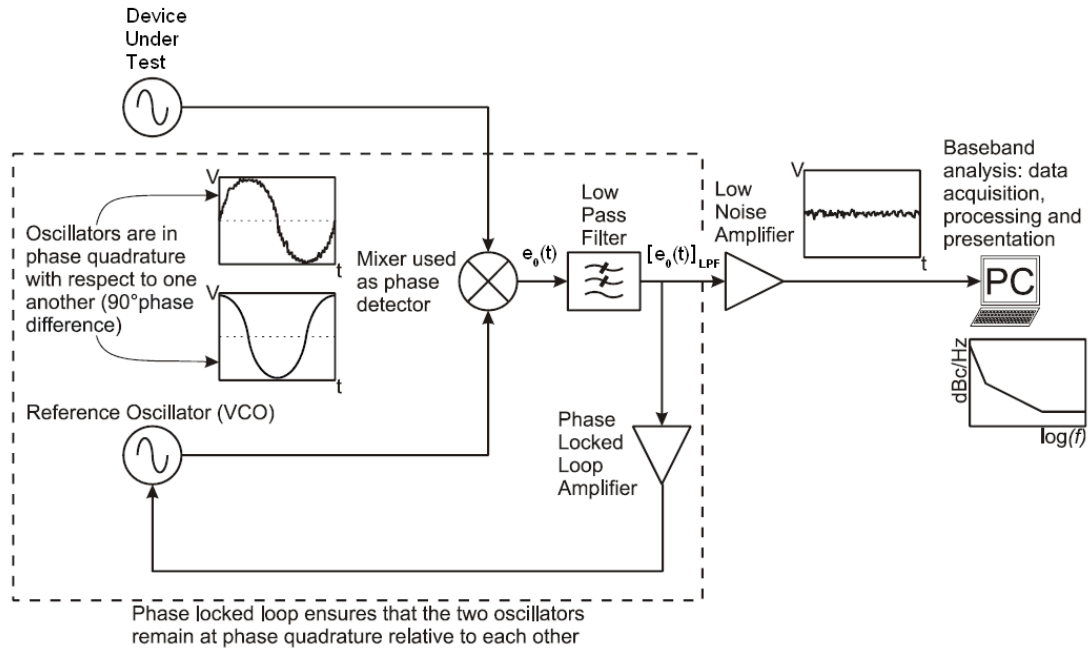 Device
Under
Test
Oscillators are in
phase quadrature
with respect to one
another (90°phase
difference)
V
t
V
t
Mixer used
as phase
detector
e₀(t)
Low
Pass
Filter
[e₀(t)]LPF
Low
Noise
Amplifier
V
t
Baseband
analysis: data
acquisition,
processing and
presentation
PC
dBc/Hz
log(f)
Reference Oscillator (VCO)
Phase
Locked
Loop
Amplifier
Phase locked loop ensures that the two oscillators
remain at phase quadrature relative to each other